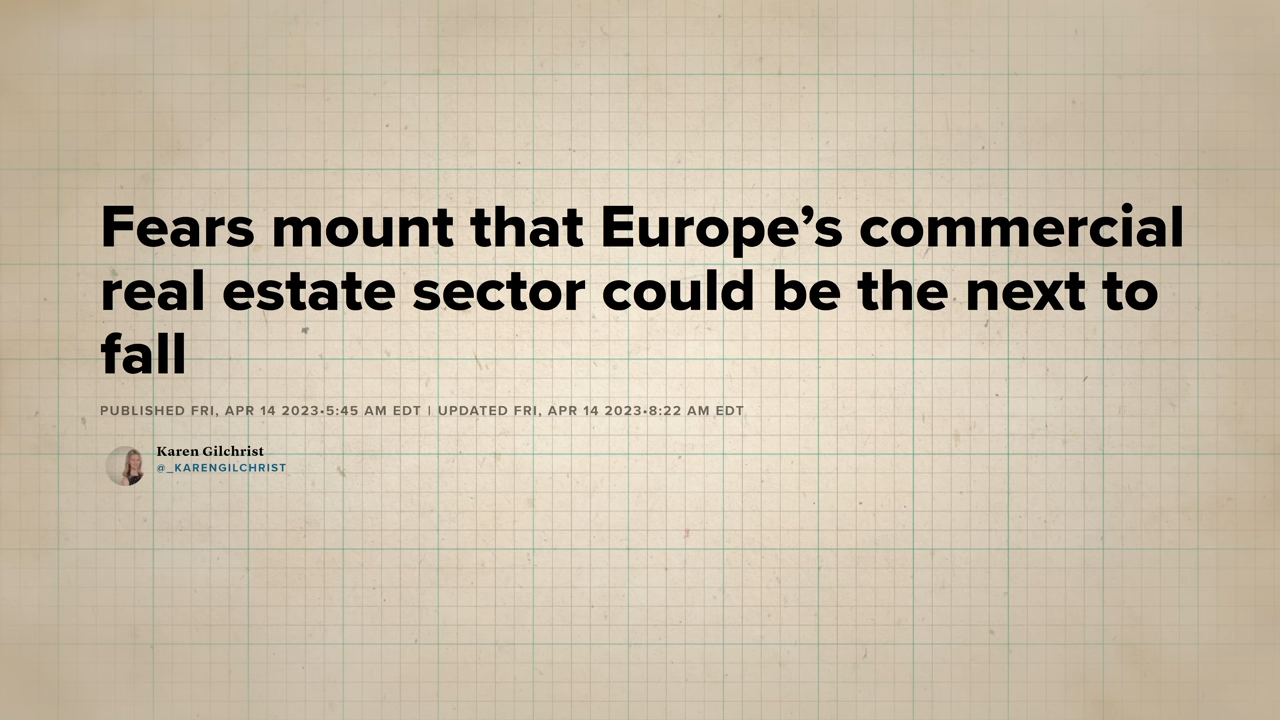 Fears mount that Europe’s commercial
real estate sector could be the next to
fall
PUBLISHED FRI, APR 14 2023•5:45 AM EDT | UPDATED FRI, APR 14 2023•8:22 AM EDT
Karen Gilchrist
@_KARENGILCHRIST